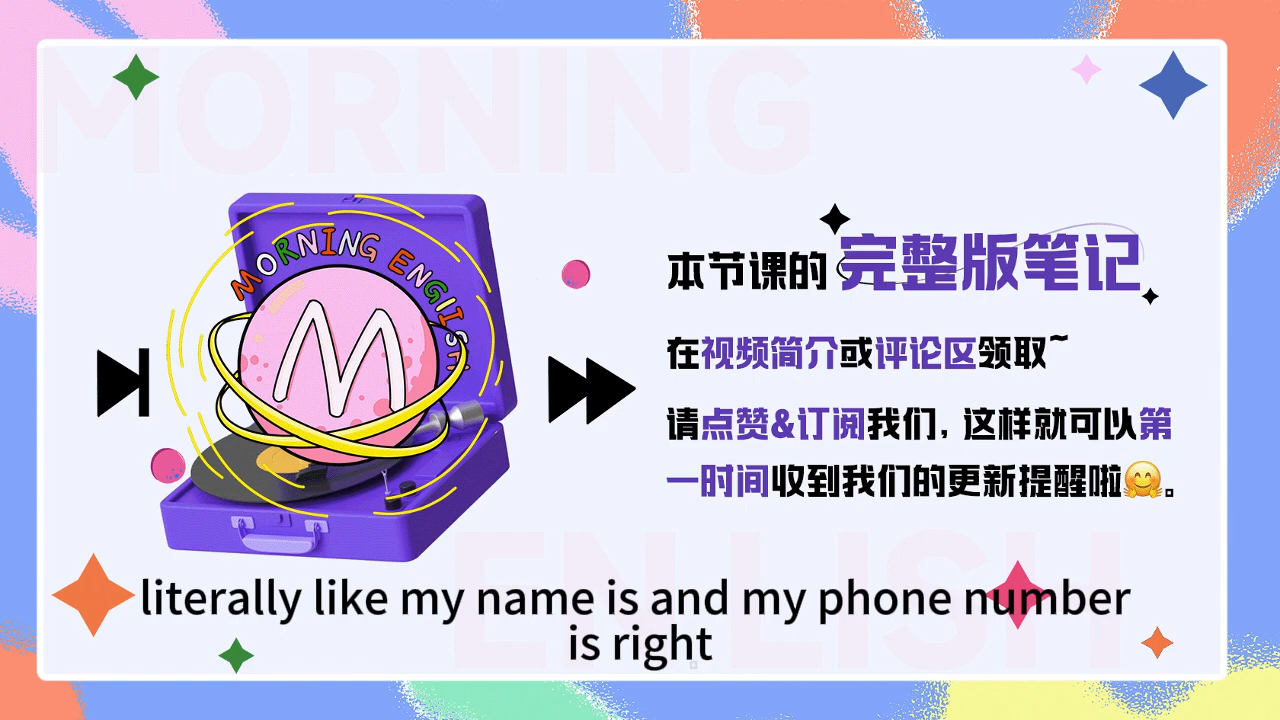 MORNING
MORNING ENGLISH
M
本节课的完整版笔记
在视频简介或评论区领取~
请点赞&订阅我们，这样就可以第
一时间收到我们的更新提醒啦🤗。
EN LISH
literally like my name is and my phone number
is right